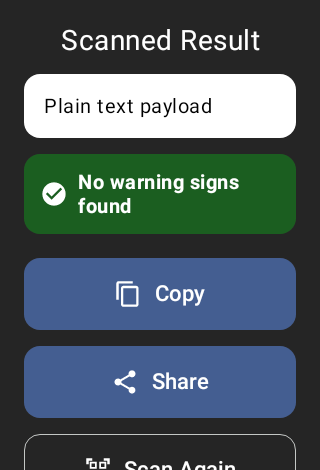 Scanned Result
Plain text payload
No warning signs
found
Copy
Share
Scan Again